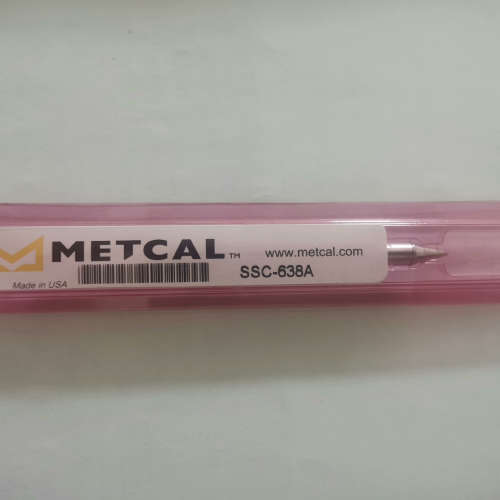 METCAL™ www.metcal.com
Made in USA SSC-638A